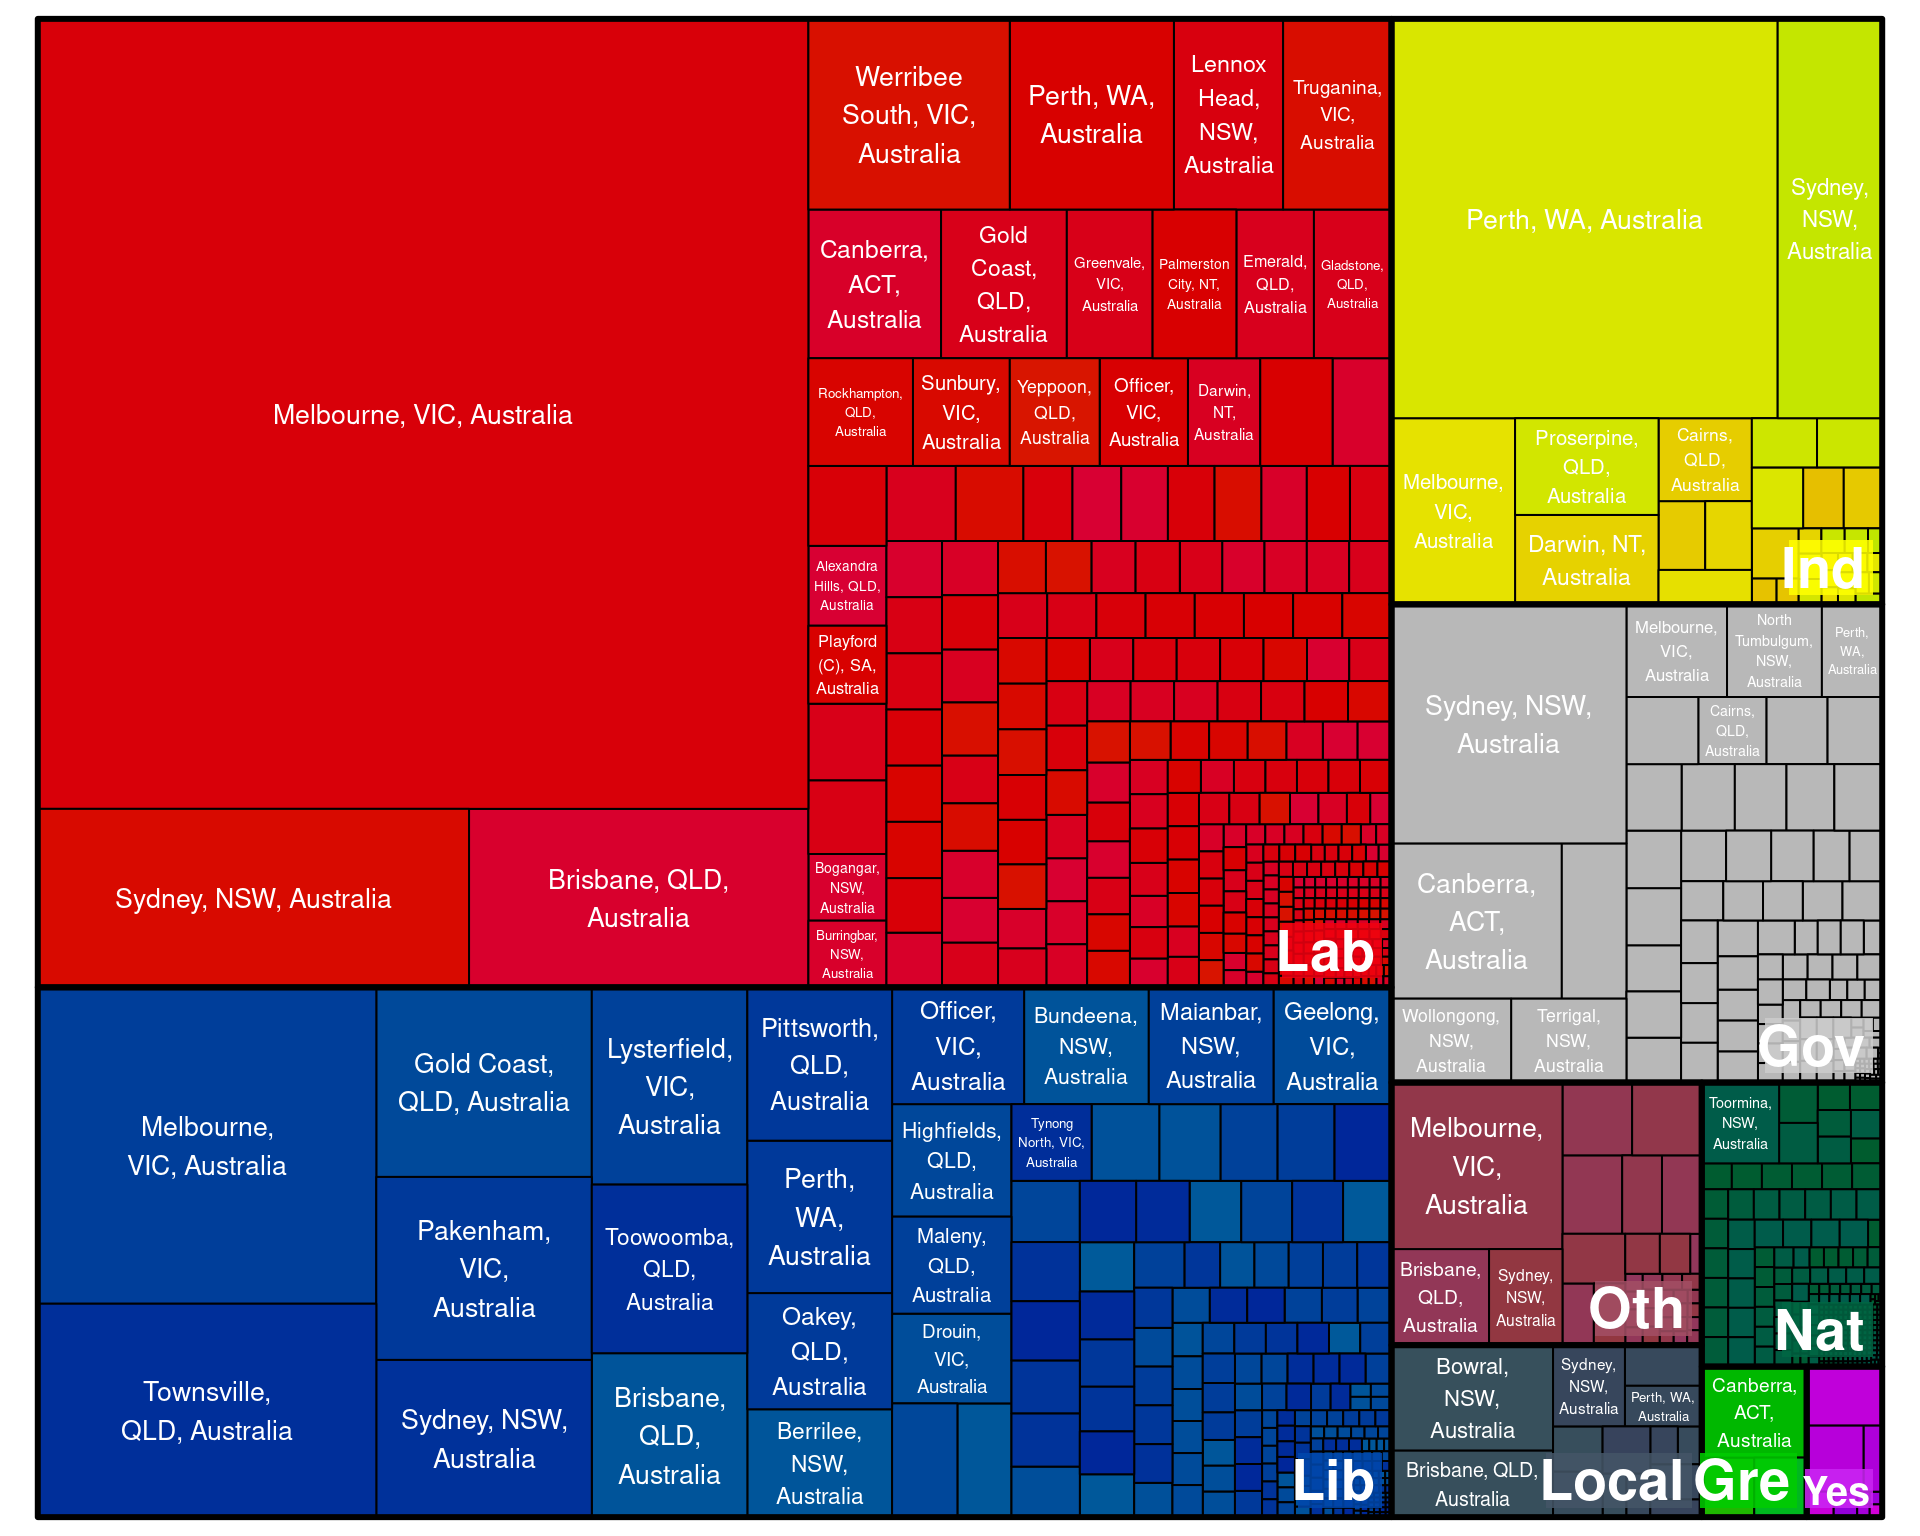 Melbourne, VIC, Australia
Sydney, NSW, Australia
Brisbane, QLD,
Australia
Werribee
South, VIC,
Australia
Perth, WA,
Australia
Lennox
Head,
NSW,
Australia
Truganina,
VIC,
Australia
Canberra,
ACT,
Australia
Gold
Coast,
QLD,
Australia
Greenvale,
VIC,
Australia
Palmerston
City, NT,
Australia
Emerald,
QLD,
Australia
Gladstone,
QLD,
Australia
Rockhampton,
QLD,
Australia
Sunbury,
VIC,
Australia
Yeppoon,
QLD,
Australia
Officer,
VIC,
Australia
Darwin,
NT,
Australia
Alexandra
Hills, QLD,
Australia
Playford
(C), SA,
Australia
Bogangar,
NSW,
Australia
Burringbar,
NSW,
Australia
Lab
Perth, WA, Australia
Sydney,
NSW,
Australia
Melbourne,
VIC,
Australia
Proserpine,
QLD,
Australia
Darwin, NT,
Australia
Cairns,
QLD,
Australia
Ind
Sydney, NSW,
Australia
Melbourne,
VIC,
Australia
North
Tumbulgum,
NSW,
Australia
Perth,
WA,
Australia
Cairns,
QLD,
Australia
Canberra,
ACT,
Australia
Wollongong,
NSW,
Australia
Terrigal,
NSW,
Australia
Gov
Melbourne,
VIC, Australia
Townsville,
QLD, Australia
Gold Coast,
QLD, Australia
Pakenham,
VIC,
Australia
Sydney, NSW,
Australia
Lysterfield,
VIC,
Australia
Toowoomba,
QLD,
Australia
Brisbane,
QLD,
Australia
Pittsworth,
QLD,
Australia
Perth,
WA,
Australia
Oakey,
QLD,
Australia
Berrilee,
NSW,
Australia
Officer,
VIC,
Australia
Bundeena,
NSW,
Australia
Maianbar,
NSW,
Australia
Geelong,
VIC,
Australia
Highfields,
QLD,
Australia
Tynong
North, VIC,
Australia
Maleny,
QLD,
Australia
Drouin,
VIC,
Australia
Lib
Melbourne,
VIC,
Australia
Brisbane,
QLD,
Australia
Sydney,
NSW,
Australia
Oth
Toormina,
NSW,
Australia
Nat
Bowral,
NSW,
Australia
Sydney,
NSW,
Australia
Perth, WA,
Australia
Brisbane, QLD,
Australia
Local
Canberra,
ACT,
Australia
Gre
Yes